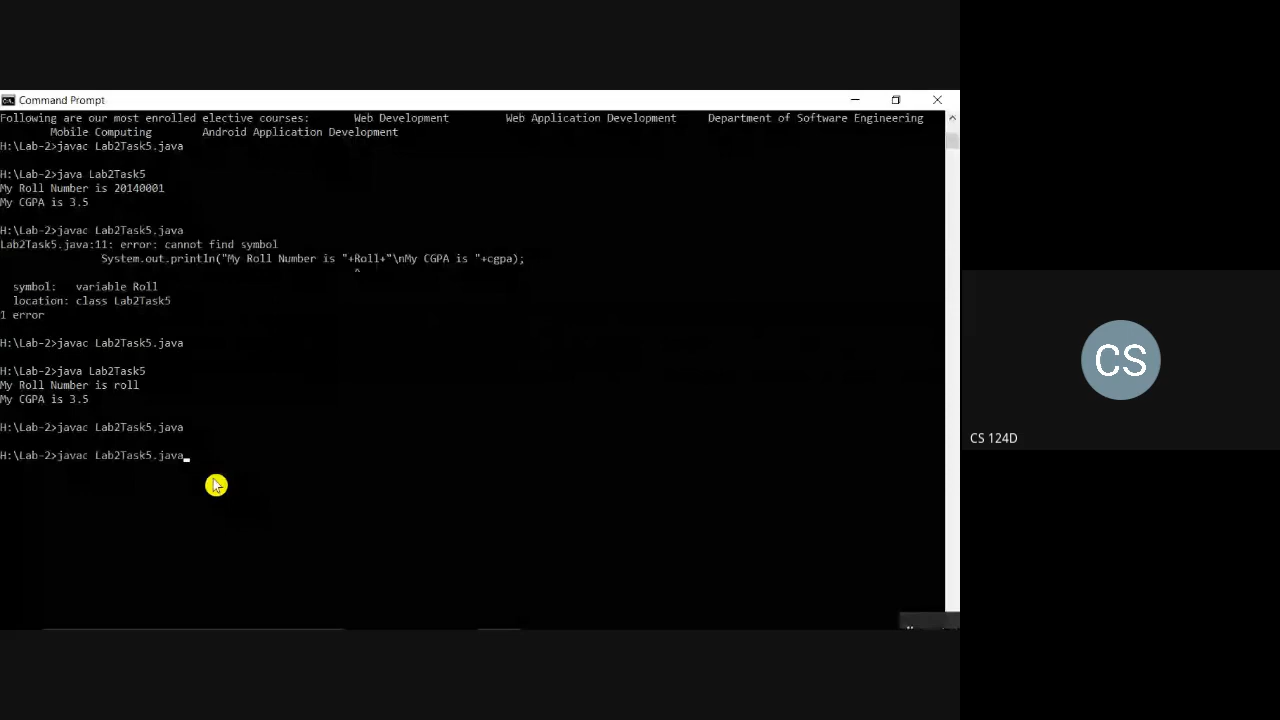 Command Prompt
Following are our most enrolled elective courses: Web Development Web Application Development Department of Software Engineering
Mobile Computing Android Application Development
H:\Lab-2>javac Lab2Task5.java
H:\Lab-2>java Lab2Task5
My Roll Number is 20140001
My CGPA is 3.5
H:\Lab-2>javac Lab2Task5.java
Lab2Task5.java:11: error: cannot find symbol
System.out.println("My Roll Number is "+Roll+"\nMy CGPA is "+cgpa);
^
symbol: variable Roll
location: class Lab2Task5
1 error
H:\Lab-2>javac Lab2Task5.java
H:\Lab-2>java Lab2Task5
My Roll Number is roll
My CGPA is 3.5
H:\Lab-2>javac Lab2Task5.java
H:\Lab-2>javac Lab2Task5.java
CS
CS 124D